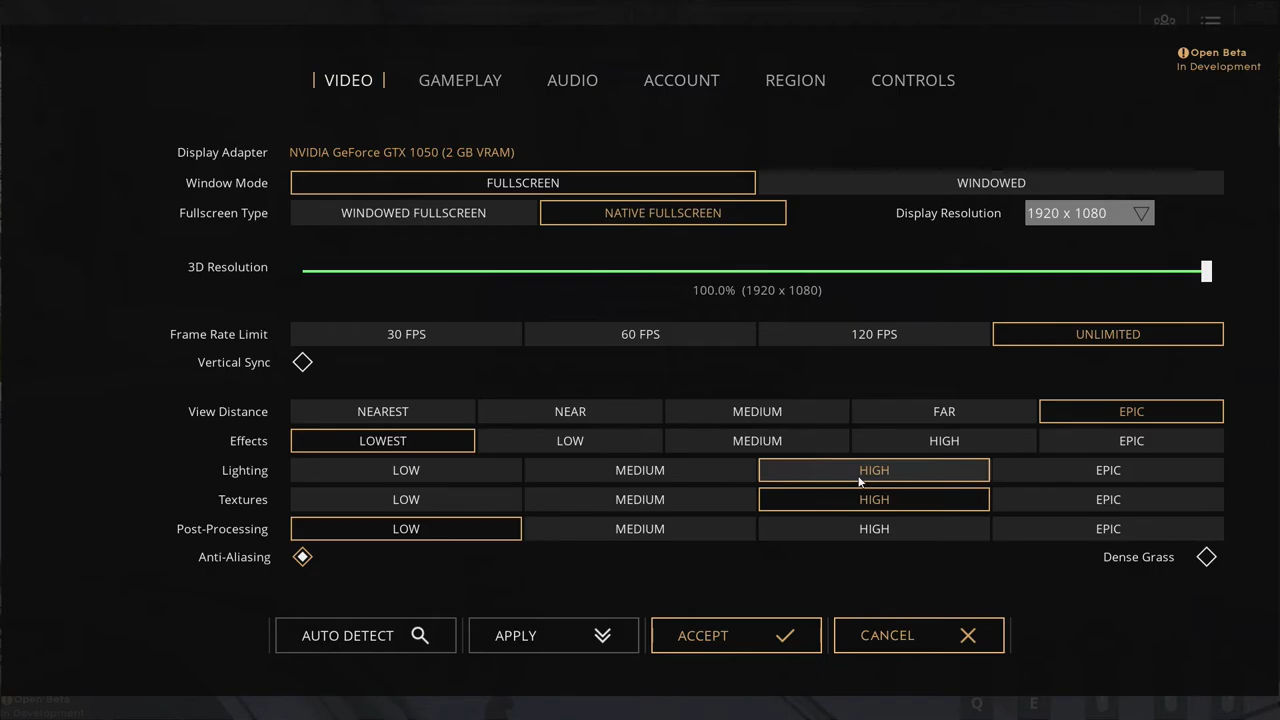 Open Beta
In Development
VIDEO GAMEPLAY AUDIO ACCOUNT REGION CONTROLS
Display Adapter NVIDIA GeForce GTX 1050 (2 GB VRAM)
Window Mode FULLSCREEN WINDOWED
Fullscreen Type WINDOWED FULLSCREEN NATIVE FULLSCREEN Display Resolution 1920 x 1080
3D Resolution
100.0% (1920 x 1080)
Frame Rate Limit 30 FPS 60 FPS 120 FPS UNLIMITED
Vertical Sync
View Distance NEAREST NEAR MEDIUM FAR EPIC
Effects LOWEST LOW MEDIUM HIGH EPIC
Lighting LOW MEDIUM HIGH EPIC
Textures LOW MEDIUM HIGH EPIC
Post-Processing LOW MEDIUM HIGH EPIC
Anti-Aliasing Dense Grass
AUTO DETECT APPLY ACCEPT CANCEL
Open Beta
In Development
Q E